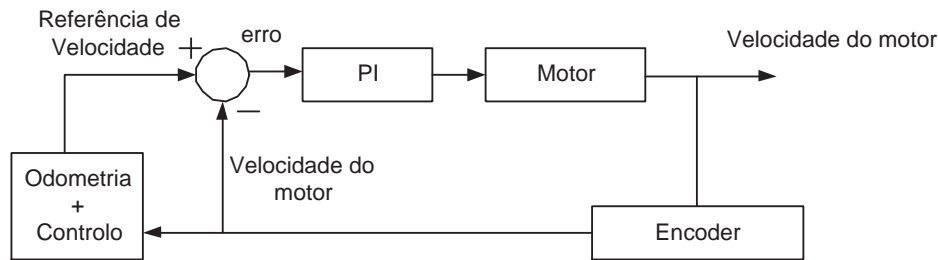 Referência de
Velocidade
+
erro
PI
Motor
Velocidade do motor
−
Velocidade do
motor
Odometria
+
Controlo
Encoder